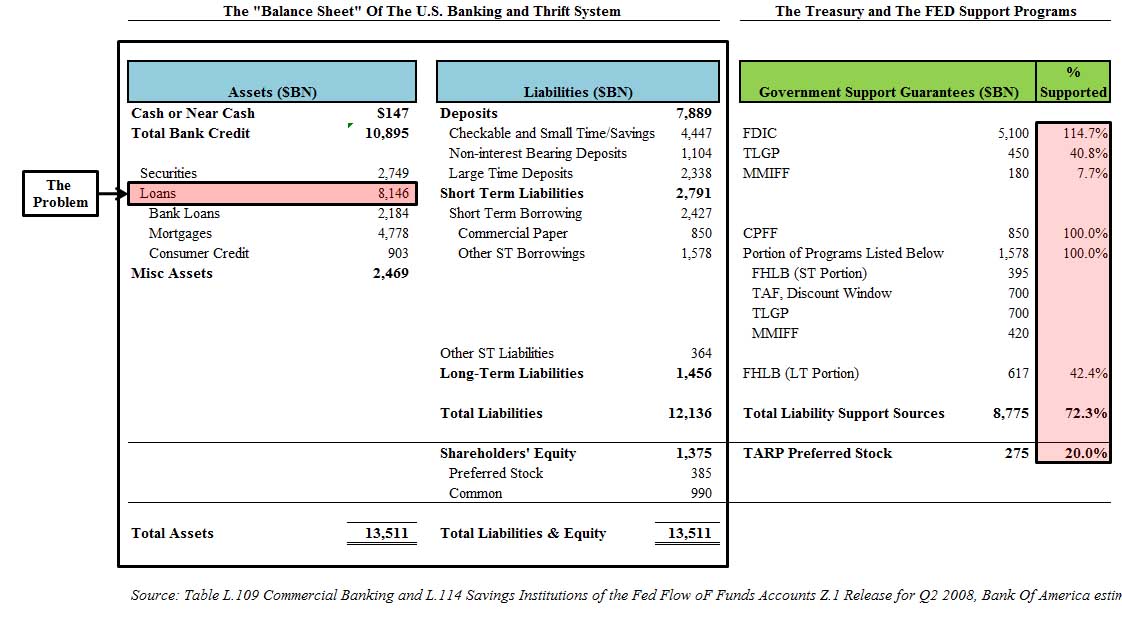 The "Balance Sheet" Of The U.S. Banking and Thrift System
The Treasury and The FED Support Programs
Assets ($BN)
Liabilities ($BN)
Government Support Guarantees ($BN)
% Supported
Cash or Near Cash $147 Deposits 7,889
Total Bank Credit 10,895 Checkable and Small Time/Savings 4,447 FDIC 5,100 114.7%
Non-interest Bearing Deposits 1,104 TLGP 450 40.8%
Securities 2,749 Large Time Deposits 2,338 MMIFF 180 7.7%
The Problem
Loans 8,146 Short Term Liabilities 2,791
Bank Loans 2,184 Short Term Borrowing 2,427
Mortgages 4,778 Commercial Paper 850 CPFF 850 100.0%
Consumer Credit 903 Other ST Borrowings 1,578 Portion of Programs Listed Below 1,578 100.0%
Misc Assets 2,469 FHLB (ST Portion) 395
TAF, Discount Window 700
TLGP 700
MMIFF 420
Other ST Liabilities 364
Long-Term Liabilities 1,456 FHLB (LT Portion) 617 42.4%
Total Liabilities 12,136 Total Liability Support Sources 8,775 72.3%
Shareholders' Equity 1,375 TARP Preferred Stock 275 20.0%
Preferred Stock 385
Common 990
Total Assets 13,511 Total Liabilities & Equity 13,511
Source: Table L.109 Commercial Banking and L.114 Savings Institutions of the Fed Flow oF Funds Accounts Z.1 Release for Q2 2008, Bank Of America